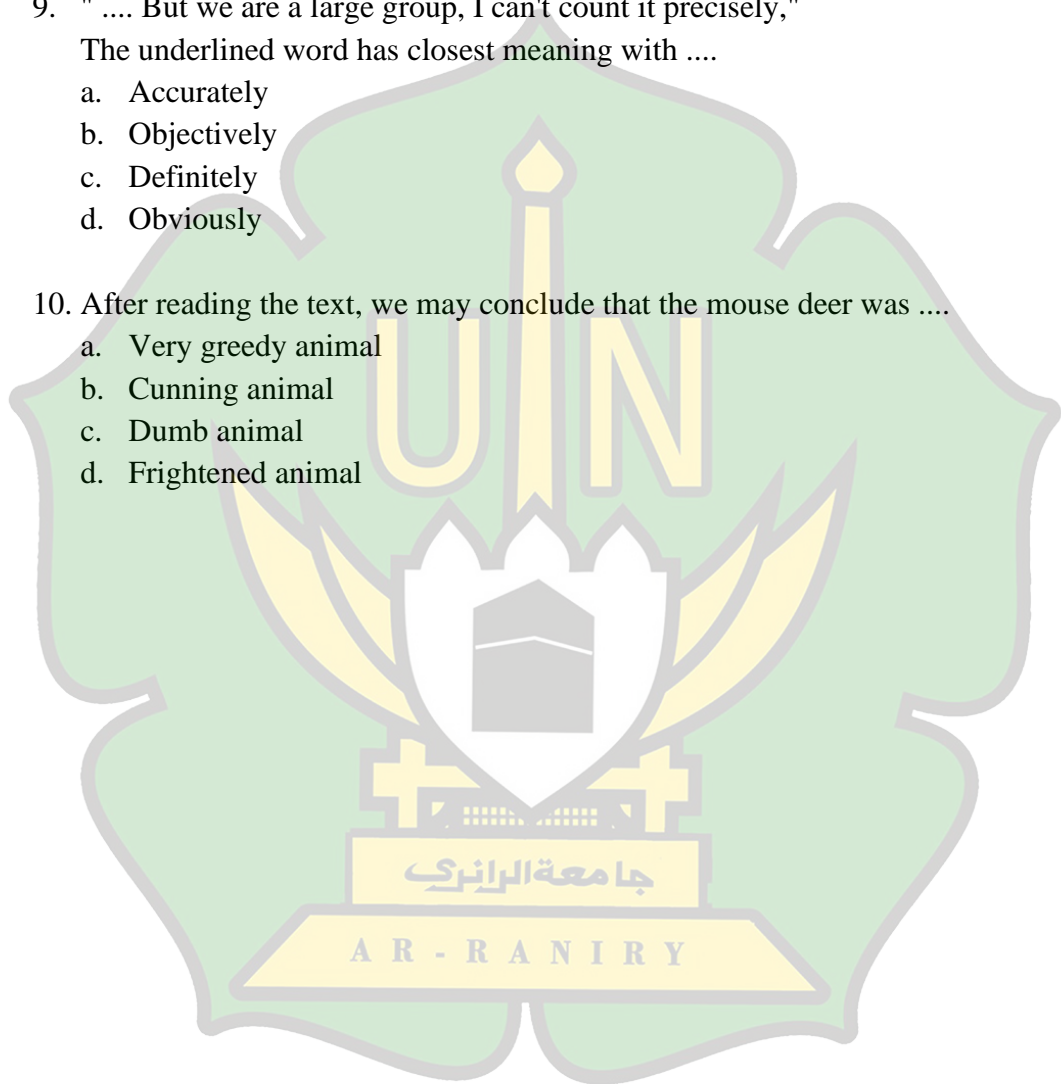 9. " .... But we are a large group, I can't count it precisely,"
The underlined word has closest meaning with ....
a. Accurately
b. Objectively
c. Definitely
d. Obviously
10. After reading the text, we may conclude that the mouse deer was ....
a. Very greedy animal
b. Cunning animal
c. Dumb animal
d. Frightened animal
UIN
جامعةالرانري
AR-RANIRY